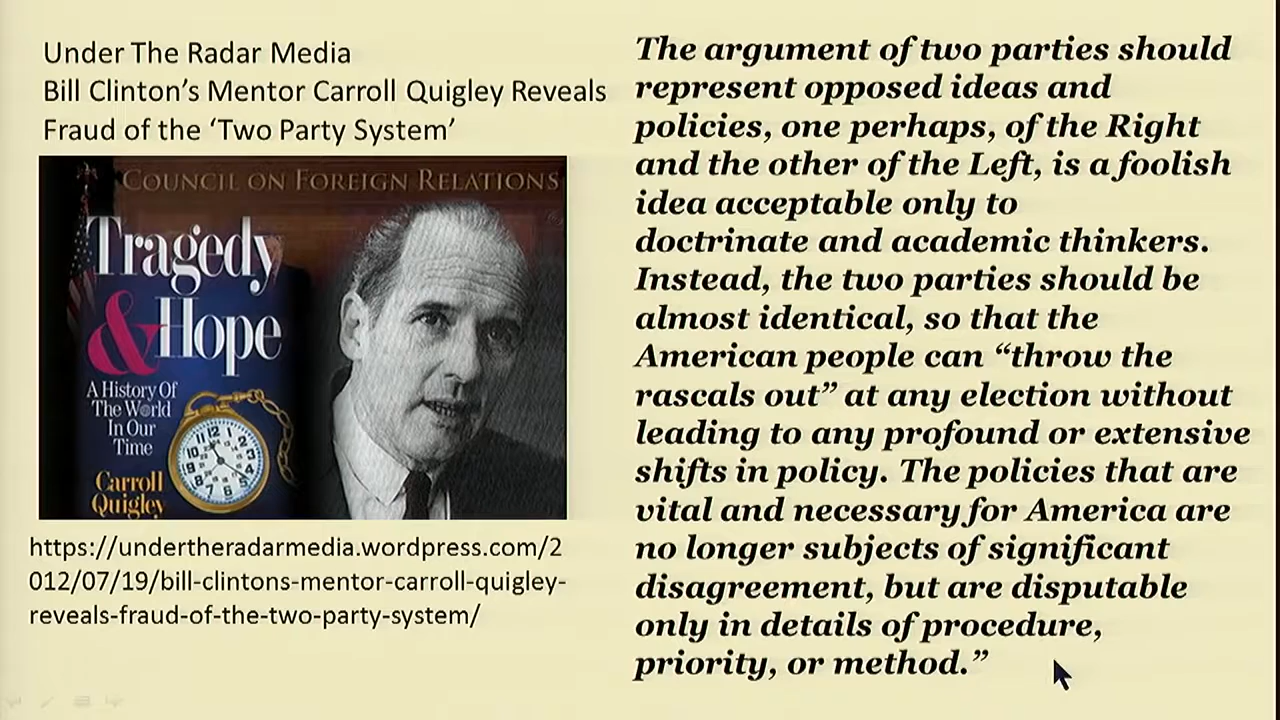 Under The Radar Media
Bill Clinton's Mentor Carroll Quigley Reveals
Fraud of the 'Two Party System'
COUNCIL ON FOREIGN RELATIONS
Tragedy
& Hope
A History Of
The World
In Our
Time
Carroll
Quigley
https://undertheradarmedia.wordpress.com/2
012/07/19/bill-clintons-mentor-carroll-quigley-
reveals-fraud-of-the-two-party-system/
The argument of two parties should
represent opposed ideas and
policies, one perhaps, of the Right
and the other of the Left, is a foolish
idea acceptable only to
doctrinate and academic thinkers.
Instead, the two parties should be
almost identical, so that the
American people can “throw the
rascals out” at any election without
leading to any profound or extensive
shifts in policy. The policies that are
vital and necessary for America are
no longer subjects of significant
disagreement, but are disputable
only in details of procedure,
priority, or method.”